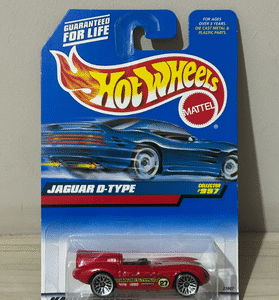 GUARANTEED
FOR LIFE
FOR AGES
OVER 3 YEARS.
DIE CAST METAL &
PLASTIC PARTS.
Hot Wheels
MATTEL
JAGUAR D-TYPE
COLLECTOR
#997
27